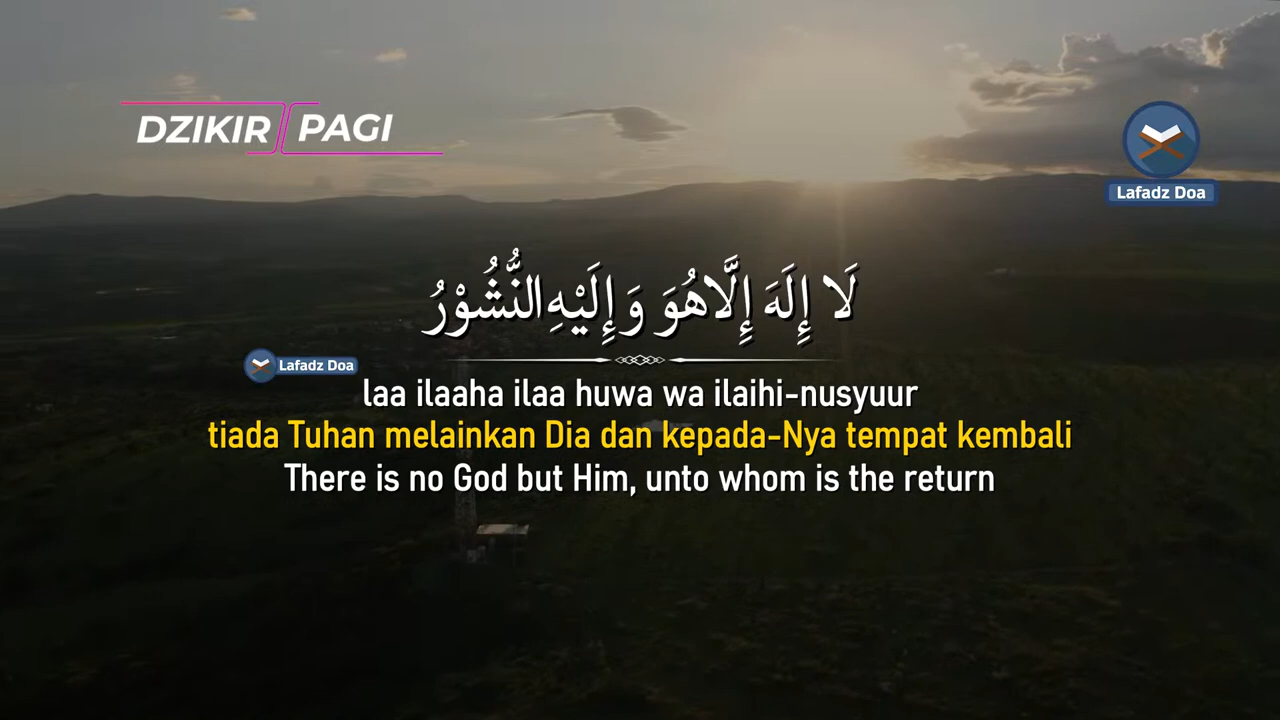 DZIKIR PAGI
Lafadz Doa
لَا إِلَهَ إِلَّاهُوَ وَإِلَيْهِ النُّشُوْرُ
Lafadz Doa
laa ilaaha ilaa huwa wa ilaihi-nusyuur
tiada Tuhan melainkan Dia dan kepada-Nya tempat kembali
There is no God but Him, unto whom is the return